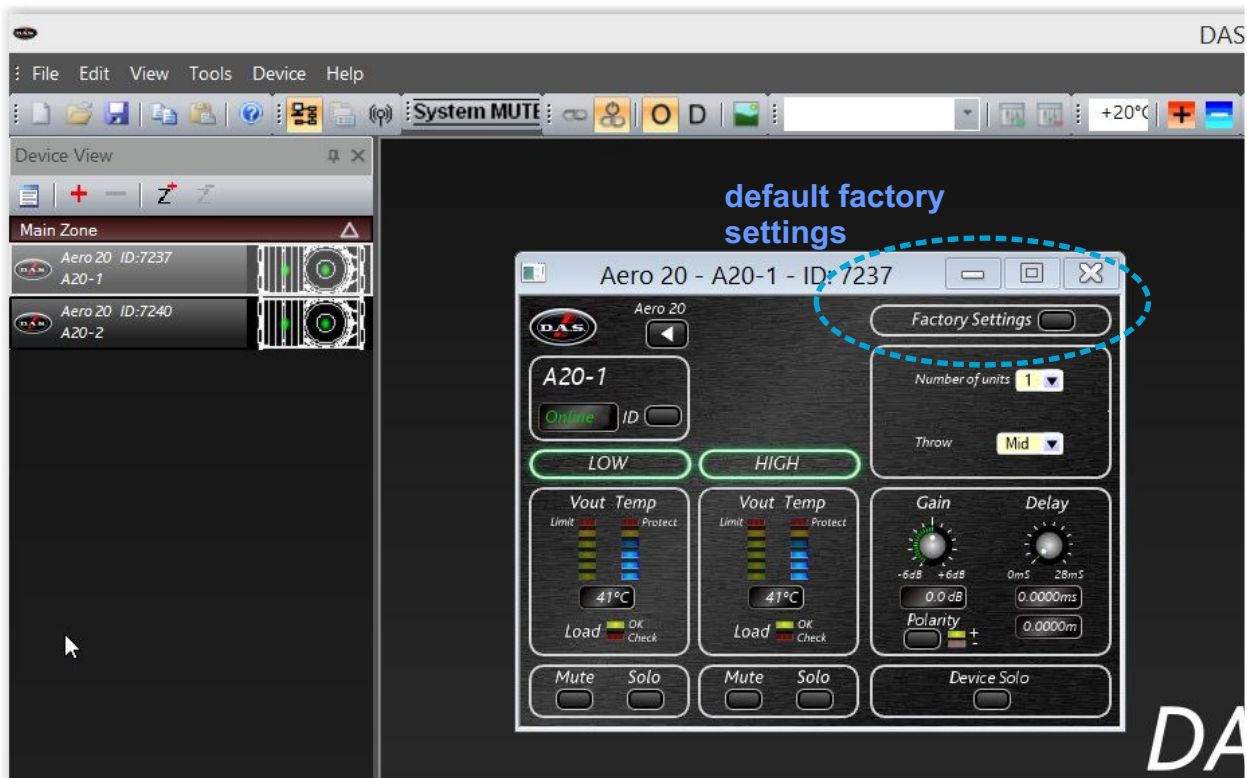 DAS
File Edit View Tools Device Help
System MUTE
O D
+20°C
Device View
Z+ Z-
Main Zone
DAS Aero 20 ID:7237
A20-1
DAS Aero 20 ID:7240
A20-2
default factory
settings
Aero 20 - A20-1 - ID: 7237
DAS
Aero 20
Factory Settings
A20-1
Online ID
Number of units 1
Throw Mid
LOW
HIGH
Vout Temp
Limit Protect
41°C
Load OK
Check
Vout Temp
Limit Protect
41°C
Load OK
Check
Gain Delay
-6dB +6dB 0mS 28mS
0.0 dB 0.0000ms
Polarity + -
0.0000m
Mute Solo
Mute Solo
Device Solo
DA